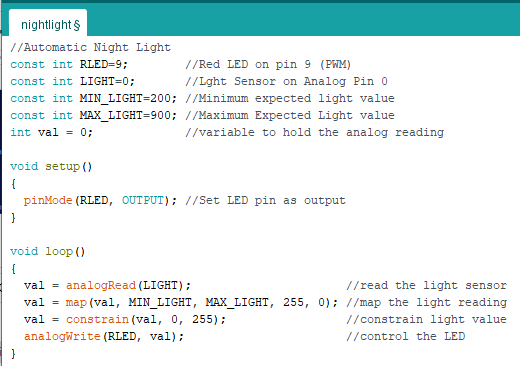 nightlight §
//Automatic Night Light
const int RLED=9;        //Red LED on pin 9 (PWM)
const int LIGHT=0;       //Lght Sensor on Analog Pin 0
const int MIN_LIGHT=200; //Minimum expected light value
const int MAX_LIGHT=900; //Maximum Expected Light value
int val = 0;             //variable to hold the analog reading

void setup()
{
  pinMode(RLED, OUTPUT); //Set LED pin as output
}

void loop()
{
  val = analogRead(LIGHT);                      //read the light sensor
  val = map(val, MIN_LIGHT, MAX_LIGHT, 255, 0); //map the light reading
  val = constrain(val, 0, 255);                 //constrain light value
  analogWrite(RLED, val);                       //control the LED
}